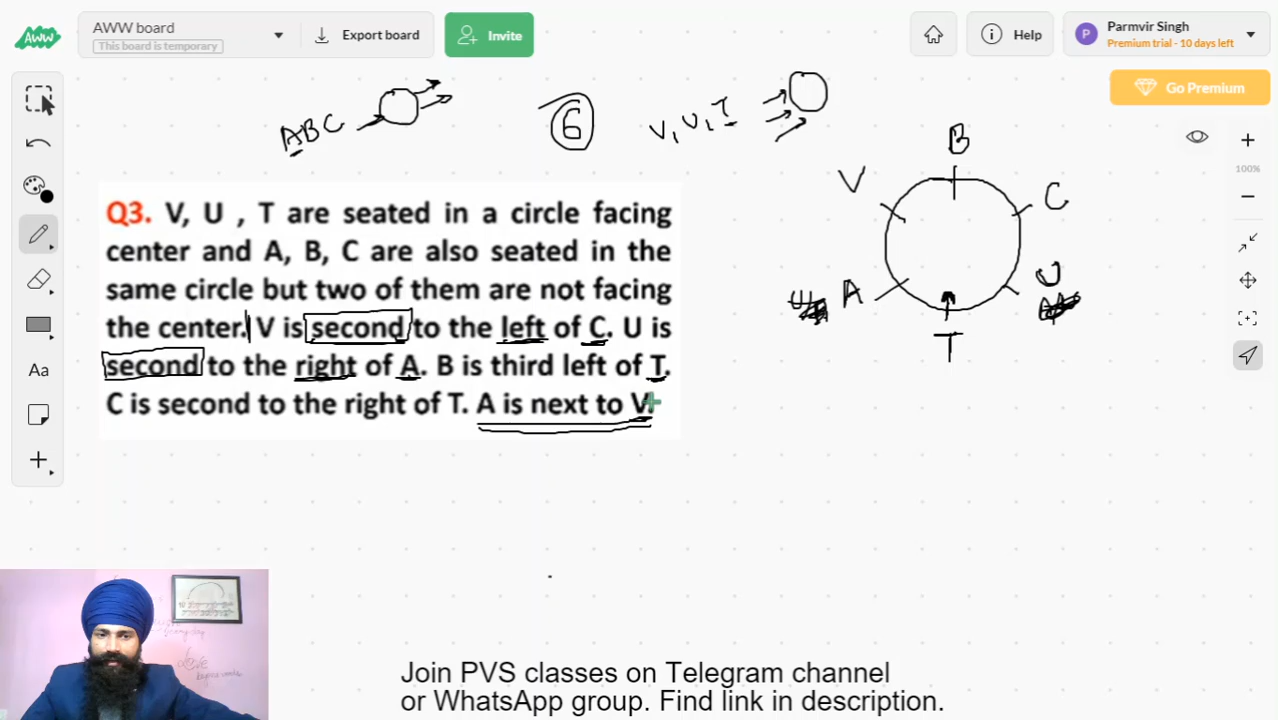 AWW
AWW board
This board is temporary
Export board
Invite
Help
P
Parmvir Singh
Premium trial - 10 days left
Go Premium
ABC
6
V, U, T
100%
B
V
C
U
A
T
Q3. V, U , T are seated in a circle facing
center and A, B, C are also seated in the
same circle but two of them are not facing
the center. V is second to the left of C. U is
second to the right of A. B is third left of T.
C is second to the right of T. A is next to V.
Aa
Join PVS classes on Telegram channel
or WhatsApp group. Find link in description.